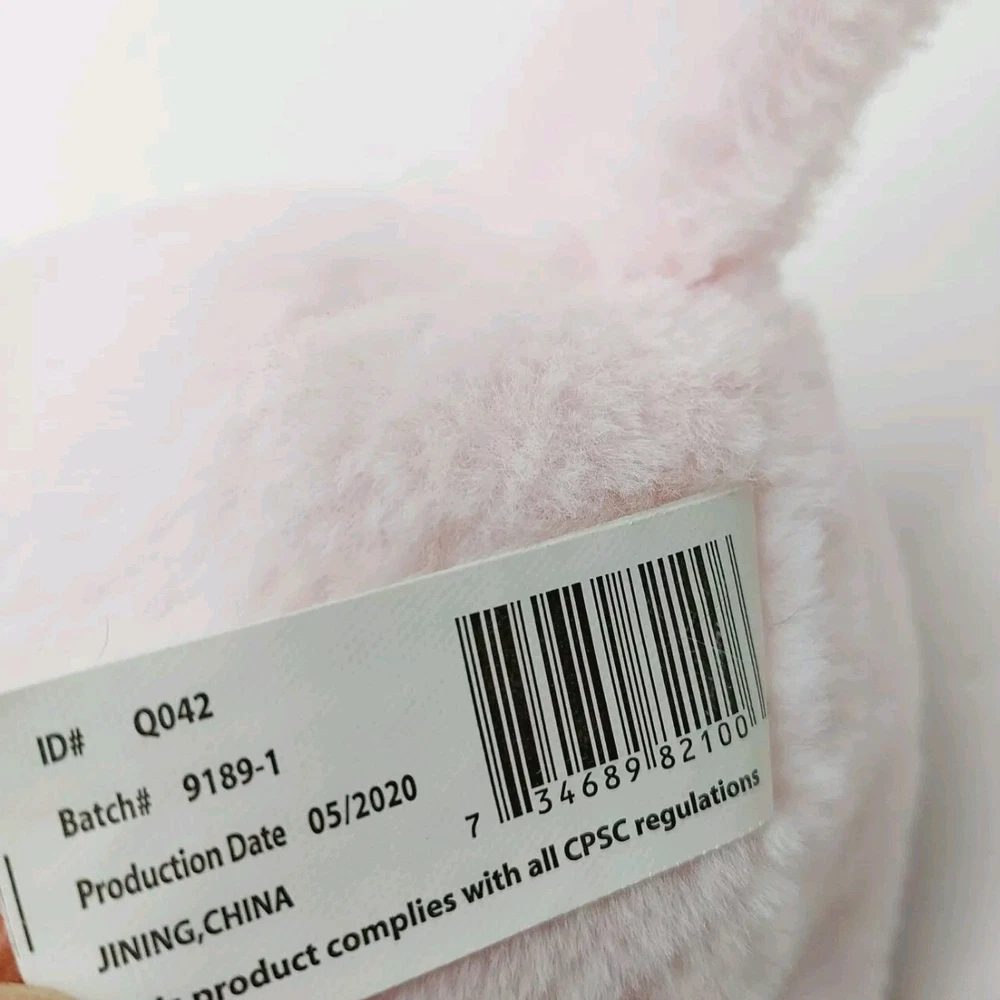 ID# Q042
Batch# 9189-1
Production Date 05/2020
JINING,CHINA
product complies with all CPSC regulations
7 34689 82100